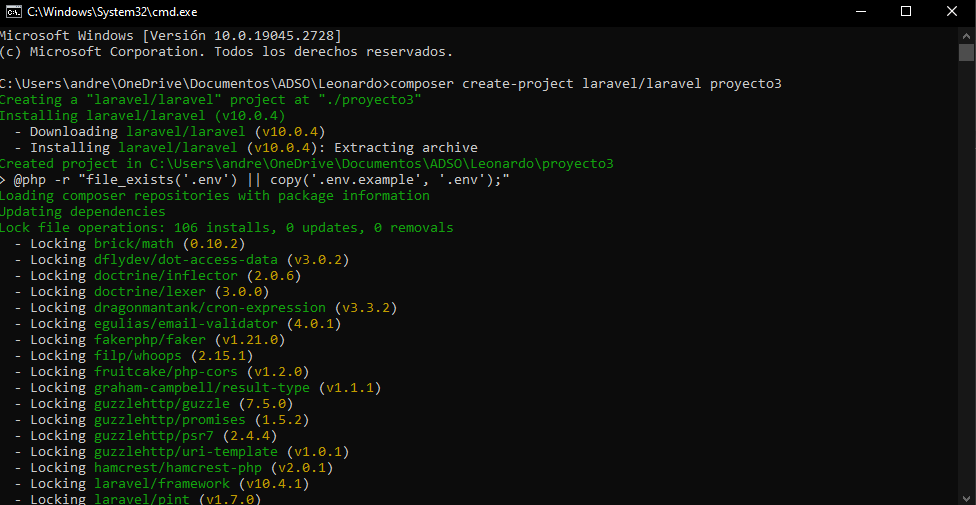 C:\Windows\System32\cmd.exe
Microsoft Windows [Versión 10.0.19045.2728]
(c) Microsoft Corporation. Todos los derechos reservados.
C:\Users\andre\OneDrive\Documentos\ADSO\Leonardo>composer create-project laravel/laravel proyecto3
Creating a "laravel/laravel" project at "./proyecto3"
Installing laravel/laravel (v10.0.4)
  - Downloading laravel/laravel (v10.0.4)
  - Installing laravel/laravel (v10.0.4): Extracting archive
Created project in C:\Users\andre\OneDrive\Documentos\ADSO\Leonardo\proyecto3
> @php -r "file_exists('.env') || copy('.env.example', '.env');"
Loading composer repositories with package information
Updating dependencies
Lock file operations: 106 installs, 0 updates, 0 removals
  - Locking brick/math (0.10.2)
  - Locking dflydev/dot-access-data (v3.0.2)
  - Locking doctrine/inflector (2.0.6)
  - Locking doctrine/lexer (3.0.0)
  - Locking dragonmantank/cron-expression (v3.3.2)
  - Locking egulias/email-validator (4.0.1)
  - Locking fakerphp/faker (v1.21.0)
  - Locking filp/whoops (2.15.1)
  - Locking fruitcake/php-cors (v1.2.0)
  - Locking graham-campbell/result-type (v1.1.1)
  - Locking guzzlehttp/guzzle (7.5.0)
  - Locking guzzlehttp/promises (1.5.2)
  - Locking guzzlehttp/psr7 (2.4.4)
  - Locking guzzlehttp/uri-template (v1.0.1)
  - Locking hamcrest/hamcrest-php (v2.0.1)
  - Locking laravel/framework (v10.4.1)
  - Locking laravel/pint (v1.7.0)